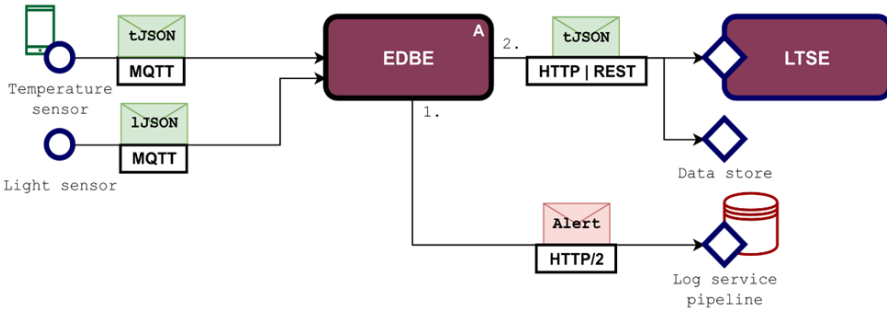 tJSON
MQTT
Temperature
sensor
lJSON
MQTT
Light sensor
A
EDBE
2.
1.
tJSON
HTTP | REST
LTSE
Data store
Alert
HTTP/2
Log service
pipeline